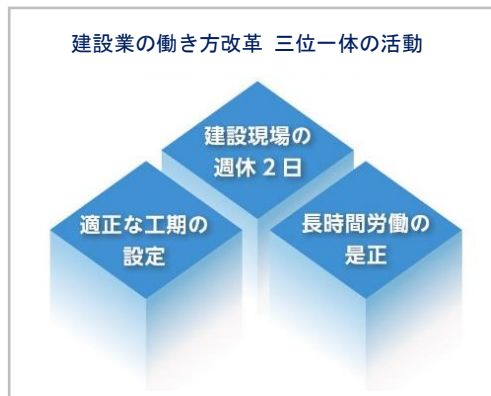 建設業の働き方改革 三位一体の活動
建設現場の
週休2日
適正な工期の
設定
長時間労働の
是正